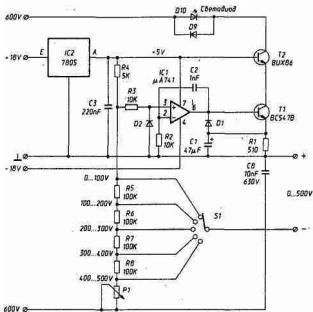 600V
D10 Светодиод
D9
+18V
E IC2 A
7805
-5V
T2
BUX86
R4
5K
C2
1nF
IC1
μA741
R3
10K
3
7
6
2
4
T1
BC547B
C3
220nF
D2
R2
10K
D1
C1
47μF
R1
510
⊥
+
-18V
C8
10nF
630V
0...100V
R5
100K
S1
0...500V
100...200V
R6
100K
200...300V
R7
100K
300...400V
R8
100K
400...500V
P1
600V
-